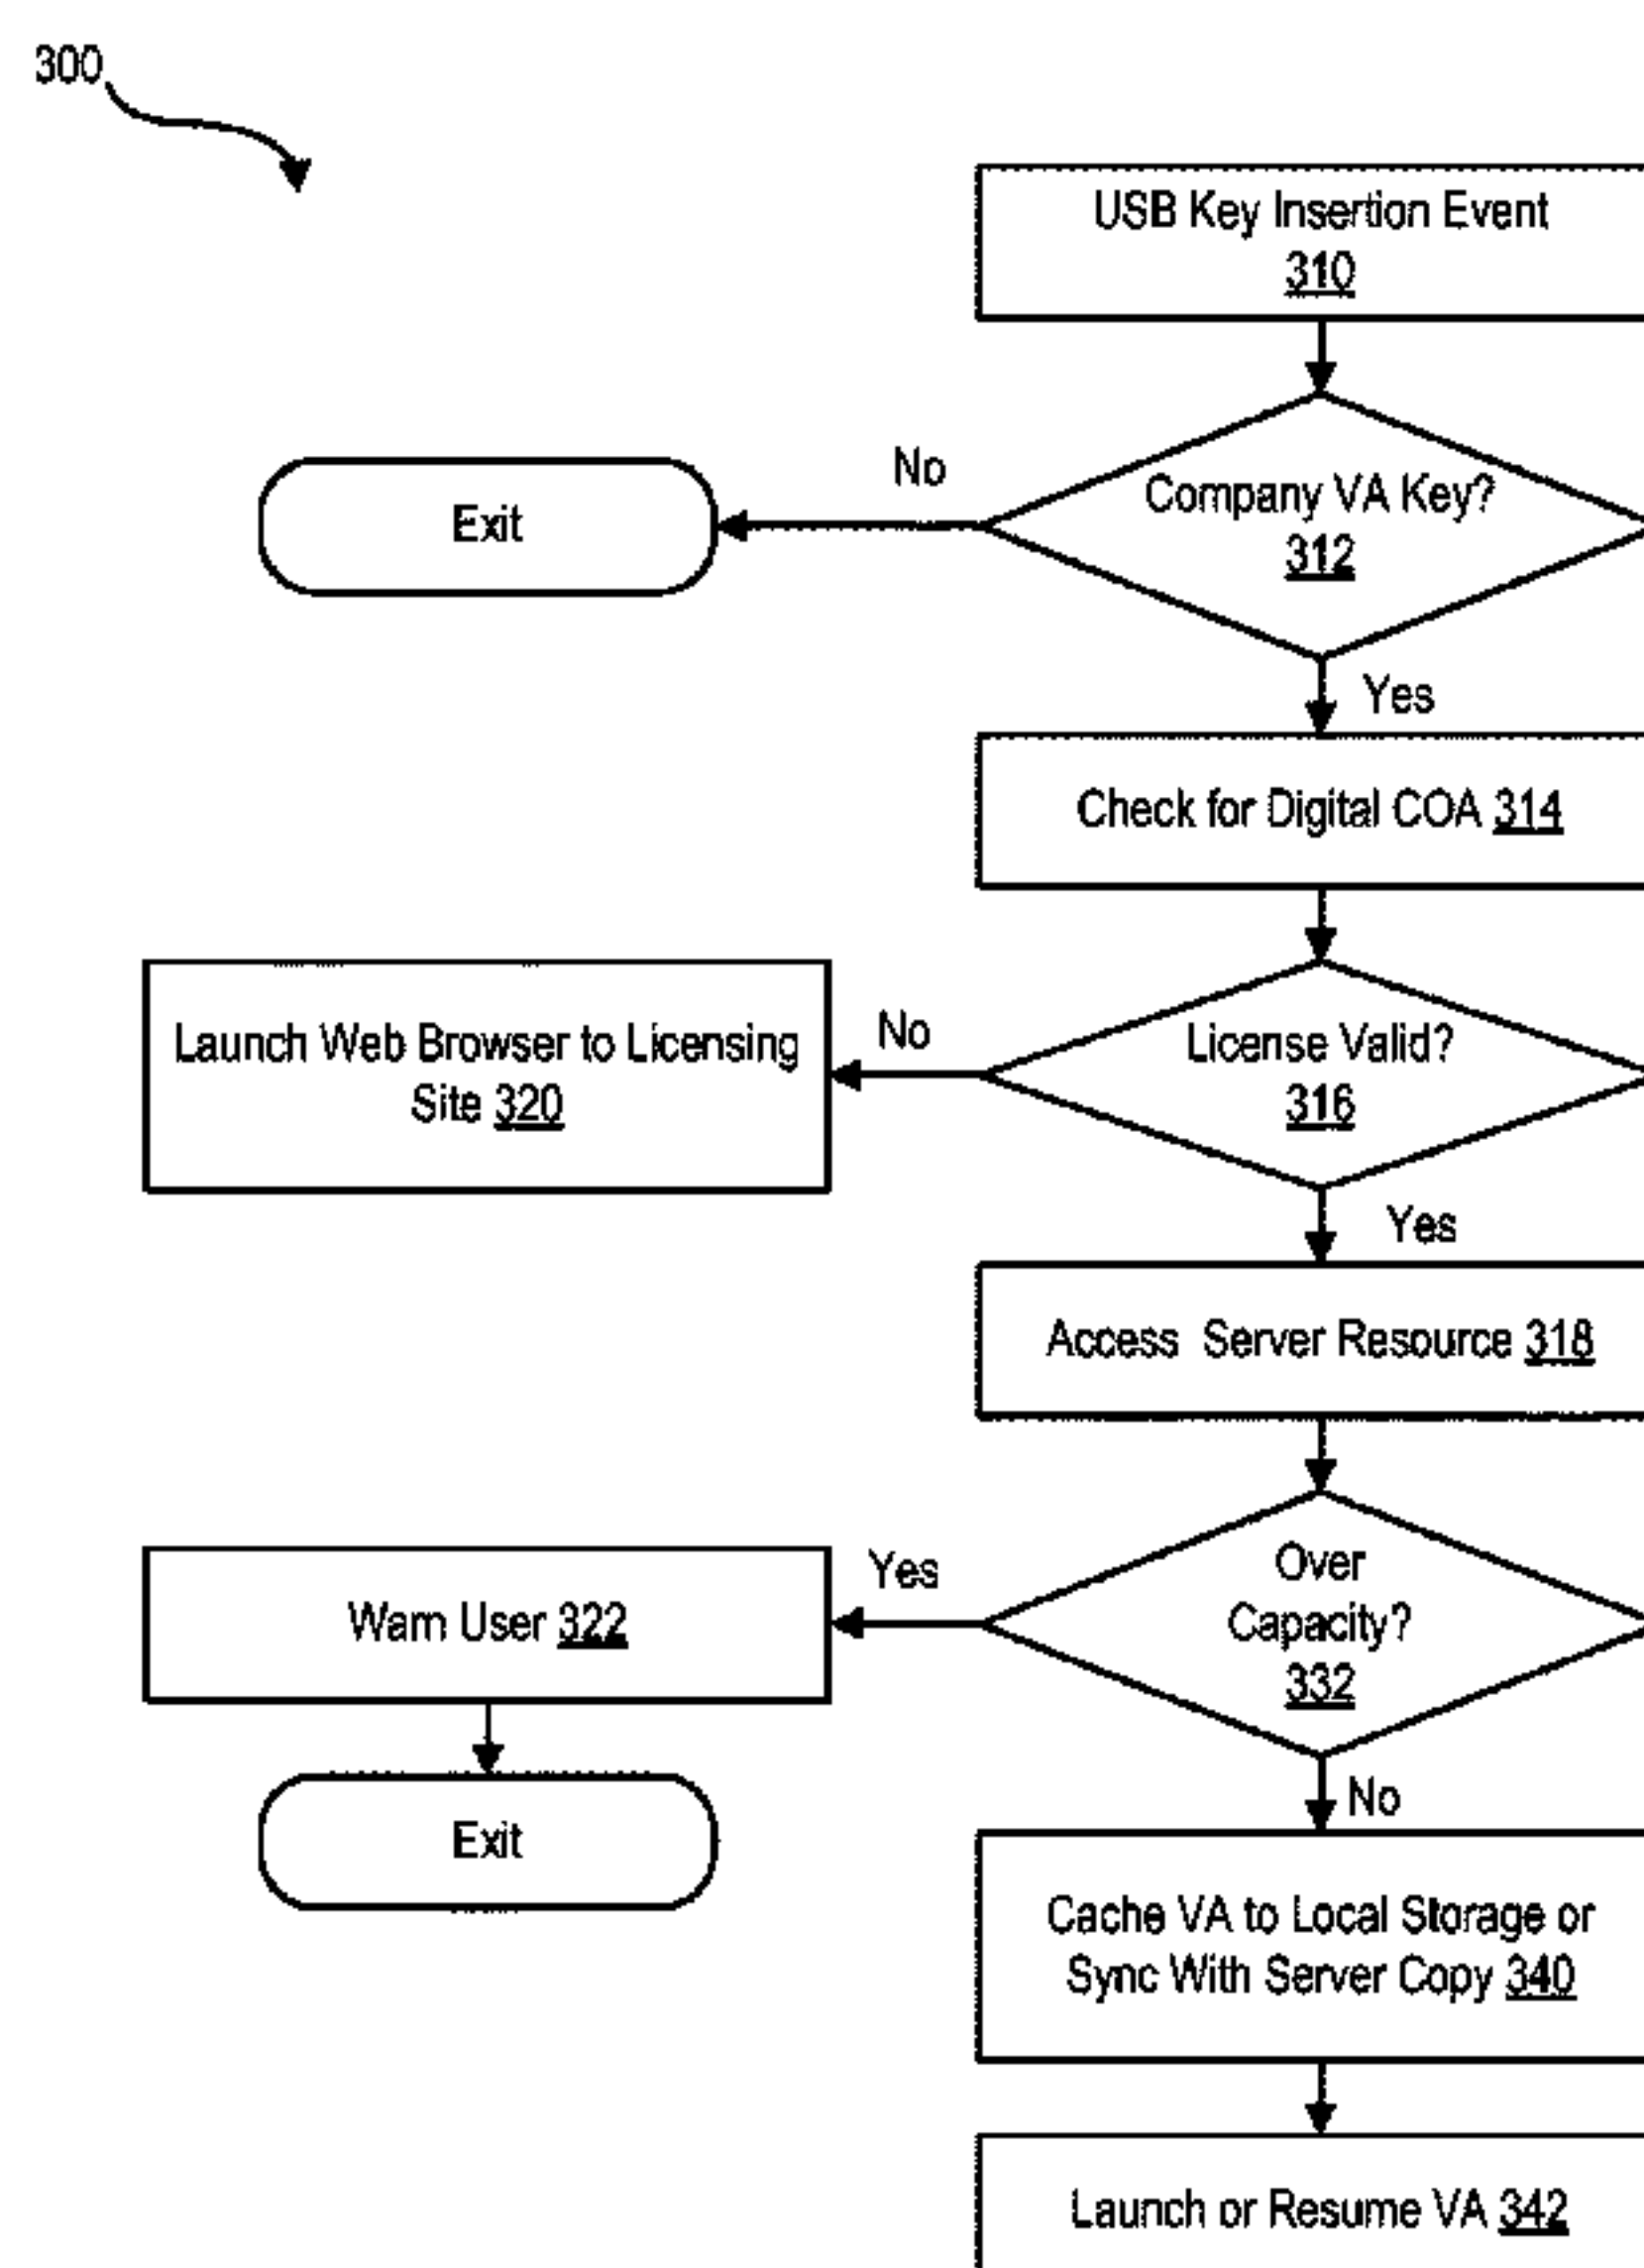 300
USB Key Insertion Event
310
No
Company VA Key?
312
Exit
Yes
Check for Digital COA 314
No
License Valid?
316
Launch Web Browser to Licensing
Site 320
Yes
Access Server Resource 318
Yes
Over
Capacity?
332
Warn User 322
Exit
No
Cache VA to Local Storage or
Sync With Server Copy 340
Launch or Resume VA 342